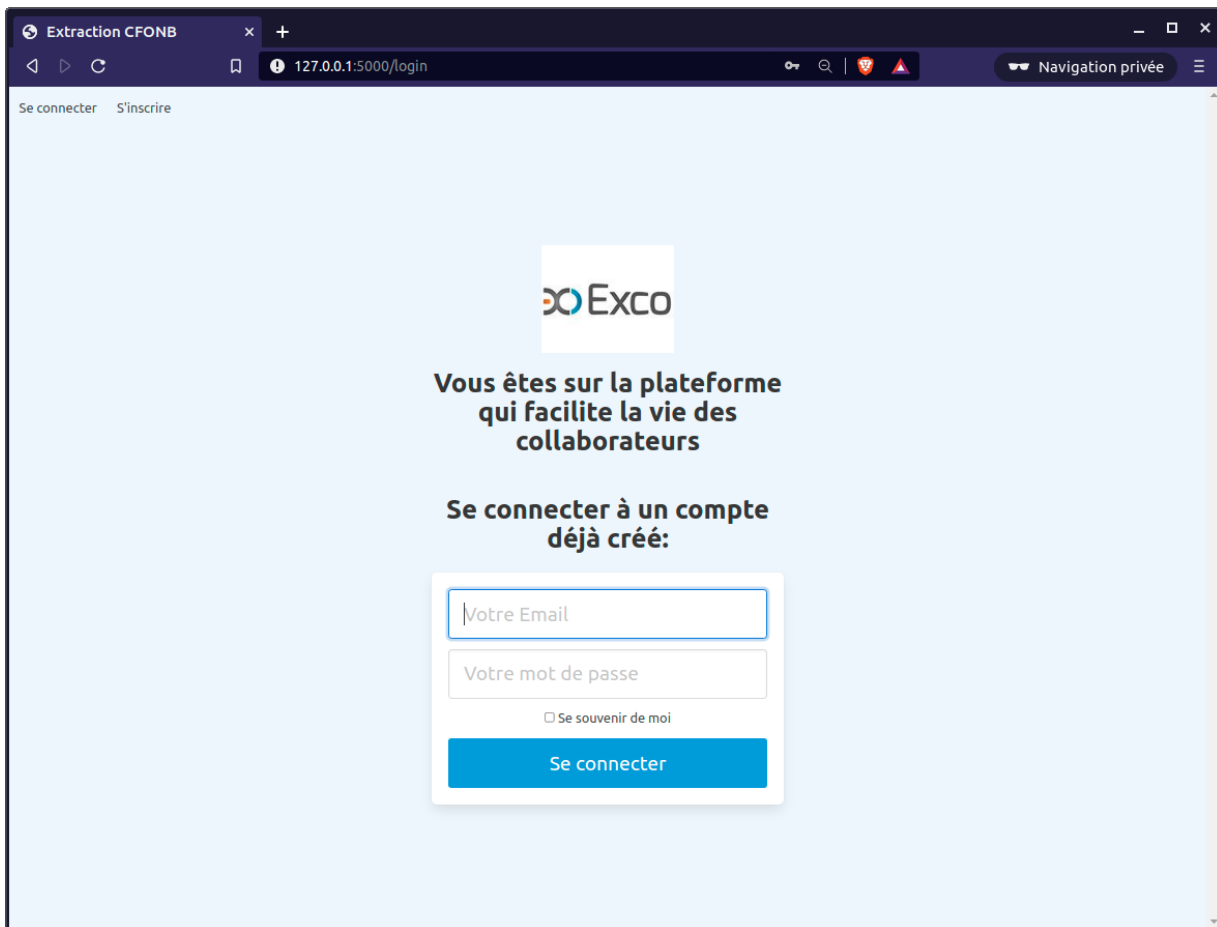 Extraction CFONB
127.0.0.1:5000/login
Navigation privée
Se connecter S'inscrire
Exco
Vous êtes sur la plateforme
qui facilite la vie des
collaborateurs
Se connecter à un compte
déjà créé:
Votre Email
Votre mot de passe
Se souvenir de moi
Se connecter